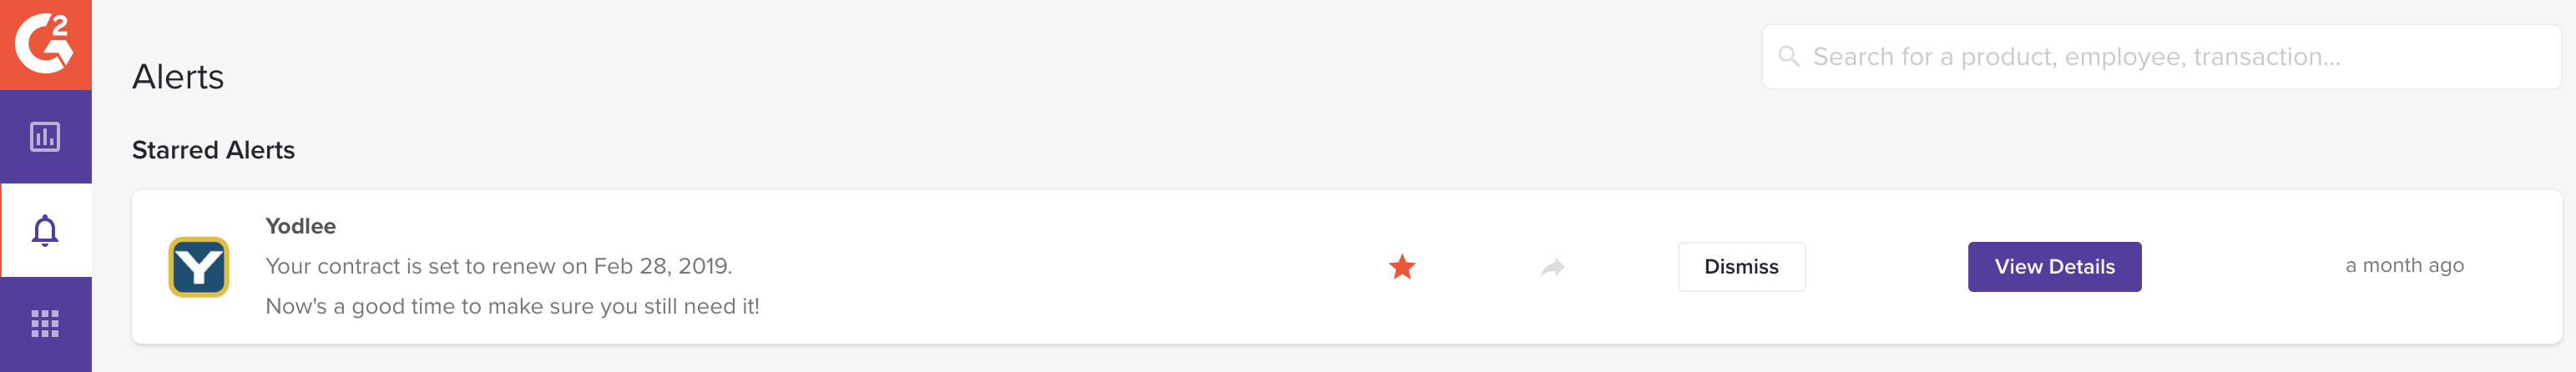 G2
Alerts
Search for a product, employee, transaction...
Starred Alerts
Y
Yodlee
Your contract is set to renew on Feb 28, 2019.
Now's a good time to make sure you still need it!
Dismiss
View Details
a month ago